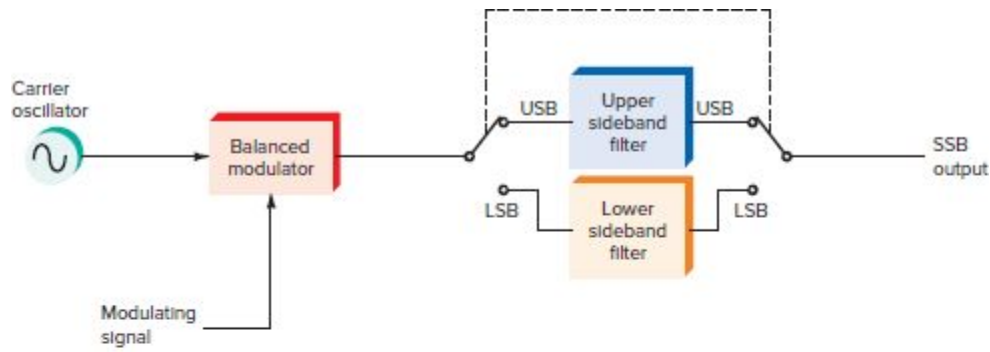 Carrier
oscillator
Balanced
modulator
Modulating
signal
USB
Upper
sideband
filter
USB
LSB
Lower
sideband
filter
LSB
SSB
output